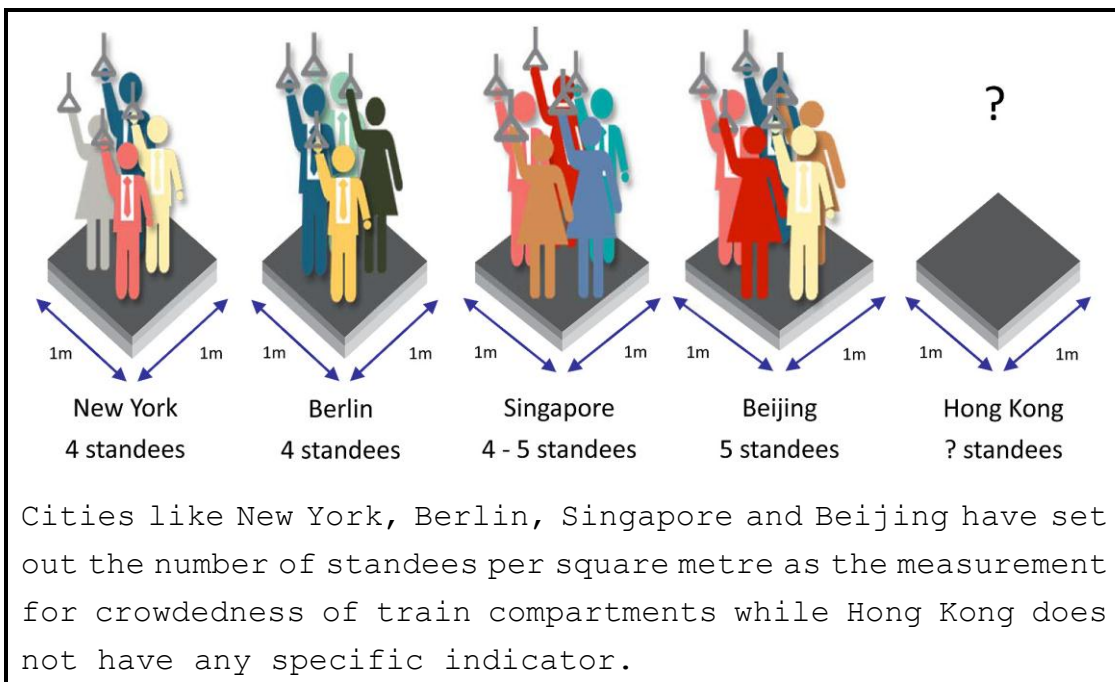 ?
1m 1m 1m 1m 1m 1m 1m 1m 1m 1m
New York Berlin Singapore Beijing Hong Kong
4 standees 4 standees 4 - 5 standees 5 standees ? standees
Cities like New York, Berlin, Singapore and Beijing have set
out the number of standees per square metre as the measurement
for crowdedness of train compartments while Hong Kong does
not have any specific indicator.